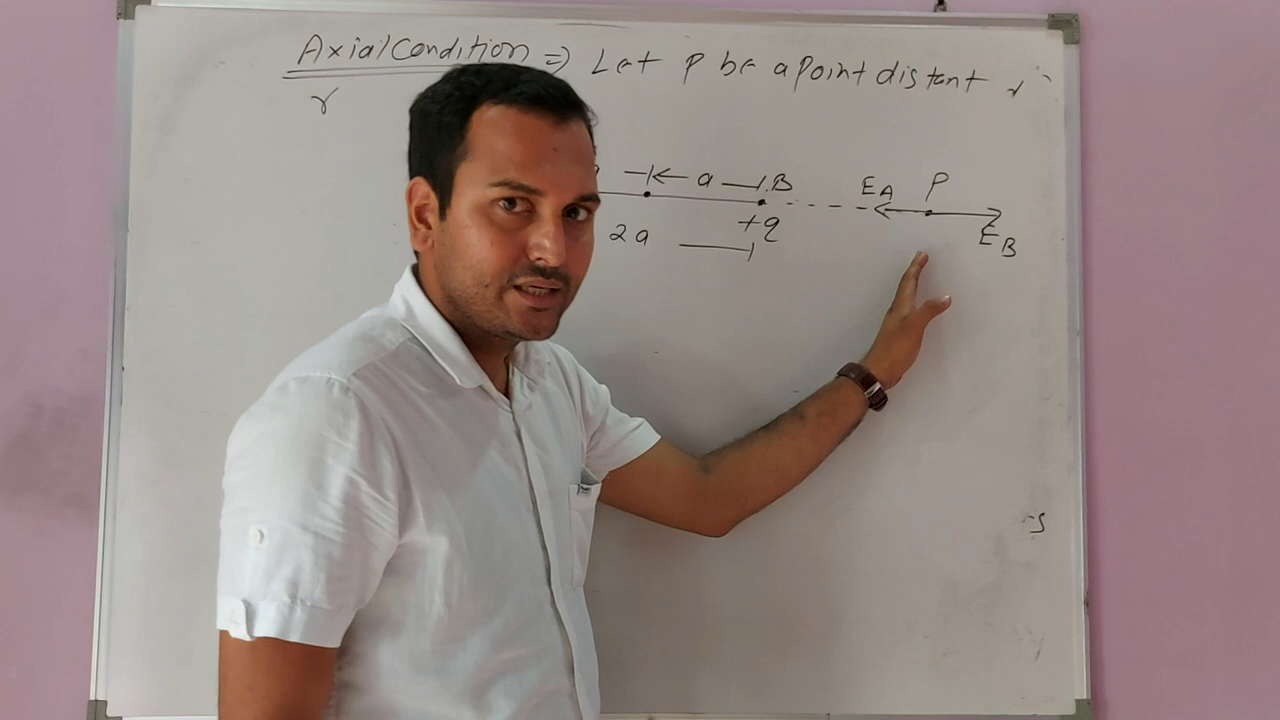 Axial Condition => Let P be a point distant r
r
a B EA P
+q EB
2a